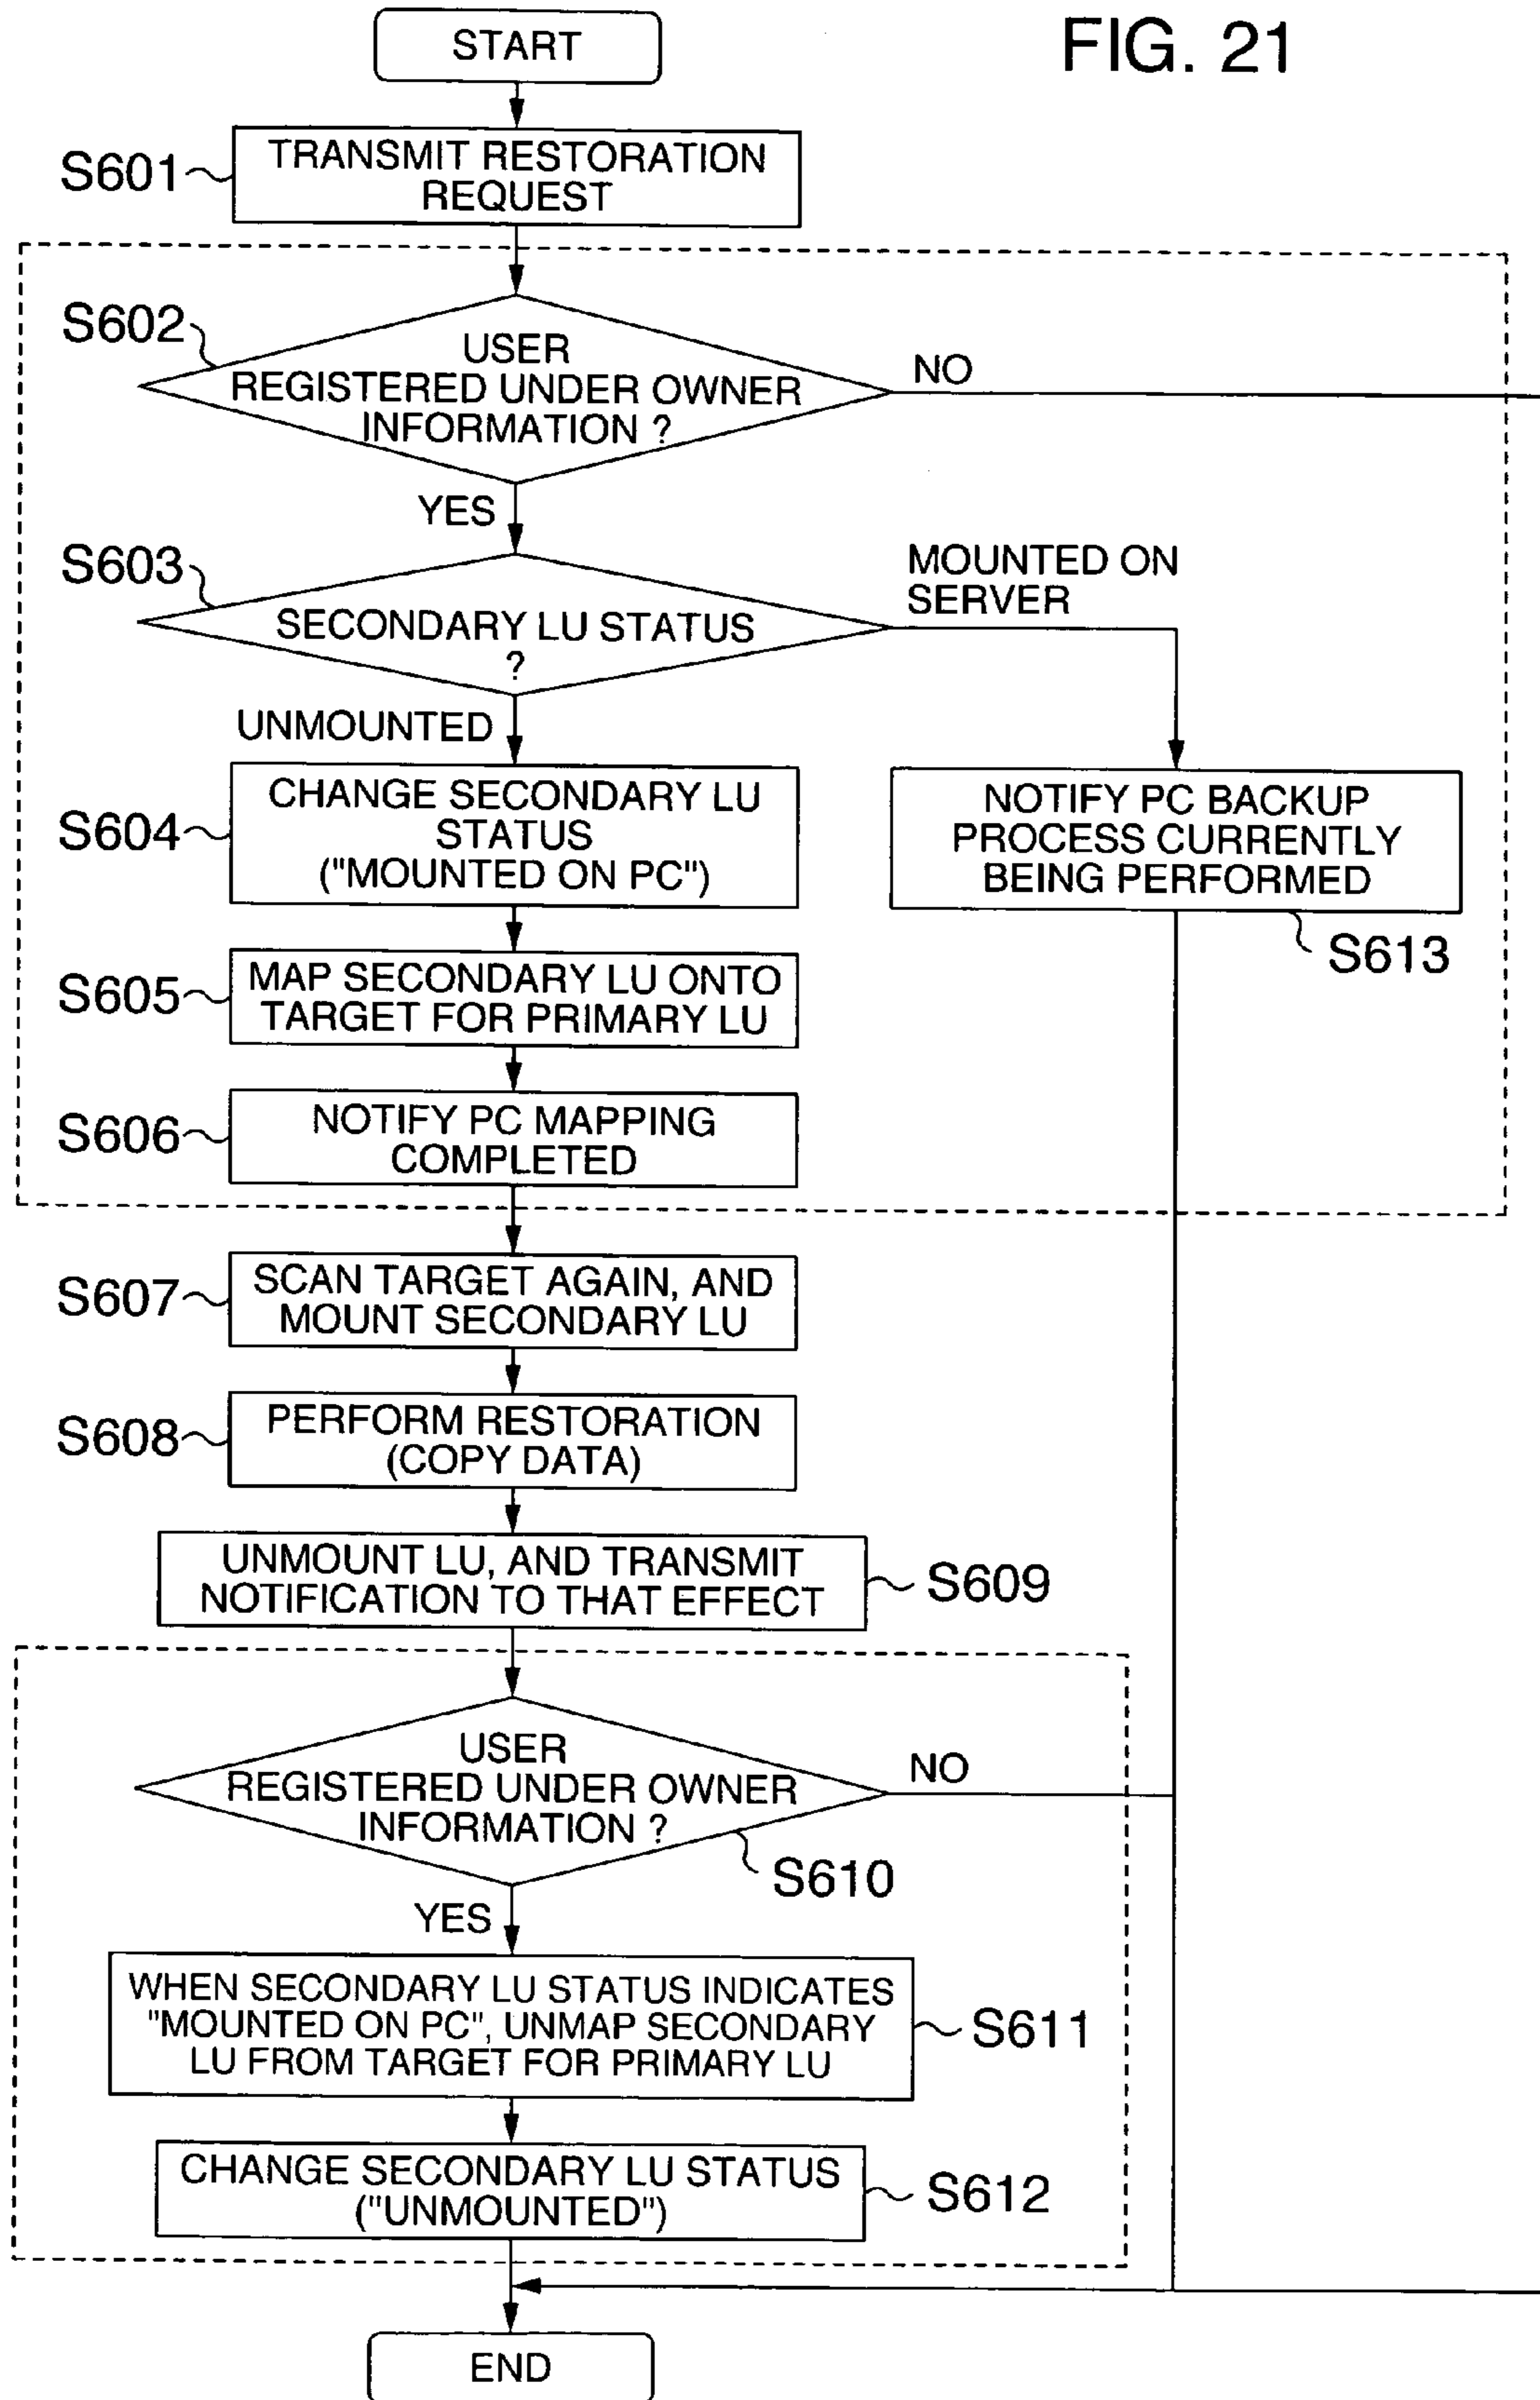 FIG. 21
START
S601
TRANSMIT RESTORATION
REQUEST
S602
USER
REGISTERED UNDER OWNER
INFORMATION ?
NO
YES
S603
SECONDARY LU STATUS
?
MOUNTED ON
SERVER
UNMOUNTED
S604
CHANGE SECONDARY LU
STATUS
("MOUNTED ON PC")
NOTIFY PC BACKUP
PROCESS CURRENTLY
BEING PERFORMED
S613
S605
MAP SECONDARY LU ONTO
TARGET FOR PRIMARY LU
S606
NOTIFY PC MAPPING
COMPLETED
S607
SCAN TARGET AGAIN, AND
MOUNT SECONDARY LU
S608
PERFORM RESTORATION
(COPY DATA)
UNMOUNT LU, AND TRANSMIT
NOTIFICATION TO THAT EFFECT
S609
USER
REGISTERED UNDER OWNER
INFORMATION ?
NO
S610
YES
WHEN SECONDARY LU STATUS INDICATES
"MOUNTED ON PC", UNMAP SECONDARY
LU FROM TARGET FOR PRIMARY LU
S611
CHANGE SECONDARY LU STATUS
("UNMOUNTED")
S612
END